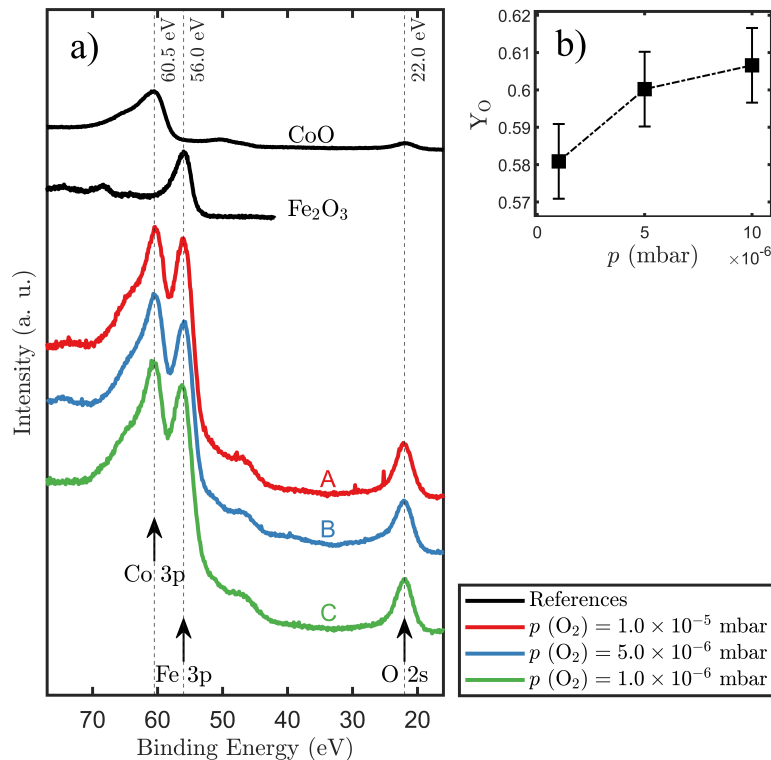 a)
60.5 eV
56.0 eV
22.0 eV
CoO
Fe₂O₃
A
B
C
Co 3p
Fe 3p
O 2s
Intensity (a. u.)
70 60 50 40 30 20
Binding Energy (eV)
b)
0.62
0.61
0.6
0.59
0.58
0.57
Y_O
0 5 10
p (mbar) ×10⁻⁶
References
p (O₂) = 1.0 × 10⁻⁵ mbar
p (O₂) = 5.0 × 10⁻⁶ mbar
p (O₂) = 1.0 × 10⁻⁶ mbar